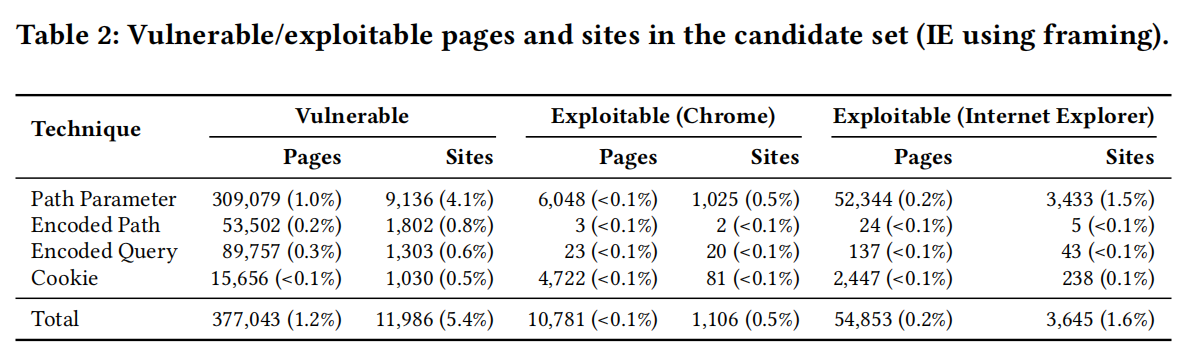 Table 2: Vulnerable/exploitable pages and sites in the candidate set (IE using framing).
Technique Vulnerable Exploitable (Chrome) Exploitable (Internet Explorer)
Pages Sites Pages Sites Pages Sites
Path Parameter 309,079 (1.0%) 9,136 (4.1%) 6,048 (<0.1%) 1,025 (0.5%) 52,344 (0.2%) 3,433 (1.5%)
Encoded Path 53,502 (0.2%) 1,802 (0.8%) 3 (<0.1%) 2 (<0.1%) 24 (<0.1%) 5 (<0.1%)
Encoded Query 89,757 (0.3%) 1,303 (0.6%) 23 (<0.1%) 20 (<0.1%) 137 (<0.1%) 43 (<0.1%)
Cookie 15,656 (<0.1%) 1,030 (0.5%) 4,722 (<0.1%) 81 (<0.1%) 2,447 (<0.1%) 238 (0.1%)
Total 377,043 (1.2%) 11,986 (5.4%) 10,781 (<0.1%) 1,106 (0.5%) 54,853 (0.2%) 3,645 (1.6%)